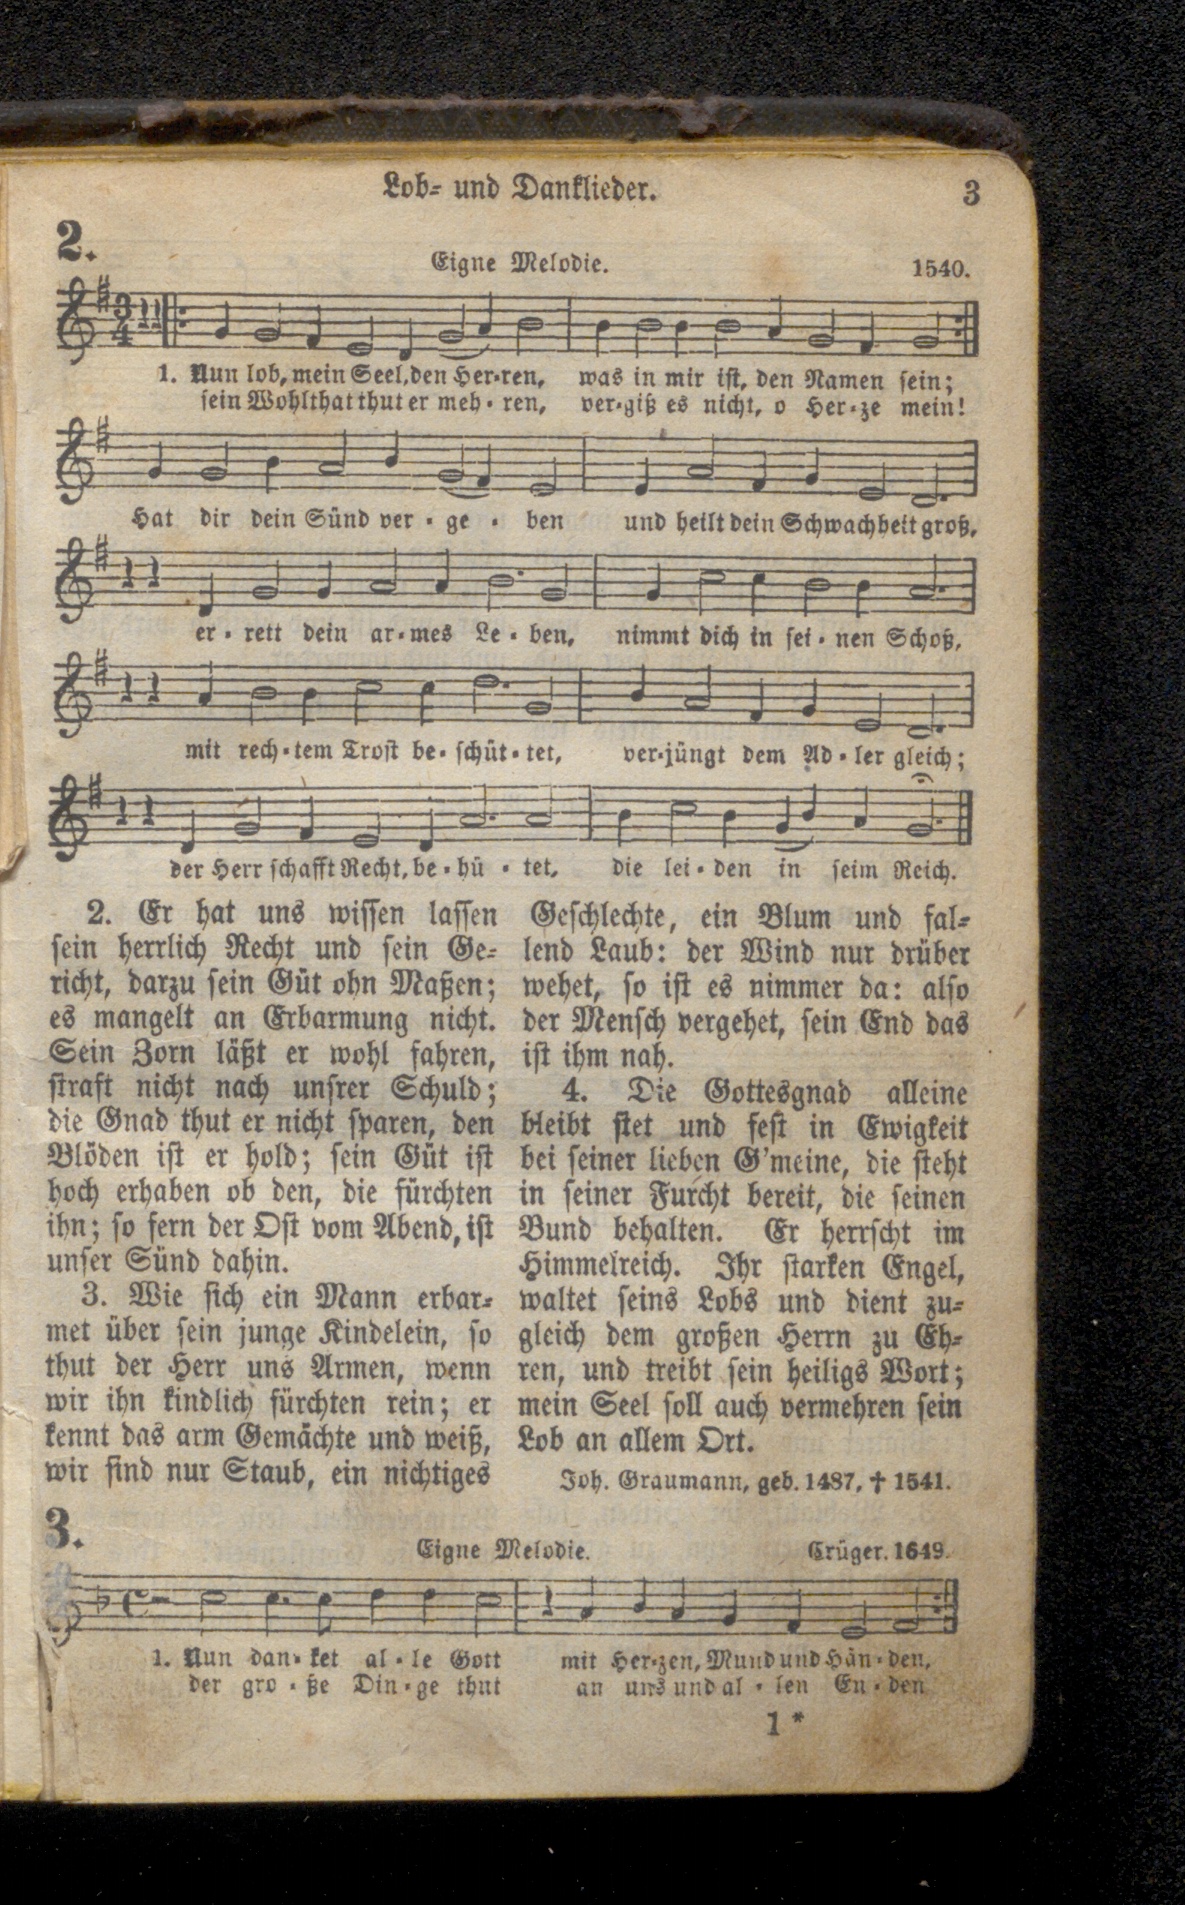 Lob- und Danklieder. 3
2.
Eigne Melodie. 1540.
1. Nun lob, mein Seel, den Her-ren, was in mir ist, den Namen sein;
sein Wohlthat thut er meh-ren, ver-giß es nicht, o Her-ze mein!
Hat dir dein Sünd ver-ge-ben und heilt dein Schwachheit groß,
er-rett dein ar-mes Le-ben, nimmt dich in sei-nen Schoß,
mit rech-tem Trost be-schüt-tet, ver-jüngt dem Ad-ler gleich;
der Herr schafft Recht, be-hü-tet, die lei-den in seim Reich.
2. Er hat uns wissen lassen
sein herrlich Recht und sein Ge-
richt, darzu sein Güt ohn Maßen;
es mangelt an Erbarmung nicht.
Sein Zorn läßt er wohl fahren,
straft nicht nach unsrer Schuld;
die Gnad thut er nicht sparen, den
Blöden ist er hold; sein Güt ist
hoch erhaben ob den, die fürchten
ihn; so fern der Ost vom Abend, ist
unser Sünd dahin.
3. Wie sich ein Mann erbar-
met über sein junge Kindelein, so
thut der Herr uns Armen, wenn
wir ihn kindlich fürchten rein; er
kennt das arm Gemächte und weiß,
wir sind nur Staub, ein nichtiges
Geschlechte, ein Blum und fal-
lend Laub: der Wind nur drüber
wehet, so ist es nimmer da: also
der Mensch vergehet, sein End das
ist ihm nah.
4. Die Gottesgnad alleine
bleibt stet und fest in Ewigkeit
bei seiner lieben G'meine, die steht
in seiner Furcht bereit, die seinen
Bund behalten. Er herrscht im
Himmelreich. Ihr starken Engel,
waltet seins Lobs und dient zu-
gleich dem großen Herrn zu Eh-
ren, und treibt sein heiligs Wort;
mein Seel soll auch vermehren sein
Lob an allem Ort.
Joh. Graumann, geb. 1487, † 1541.
3.
Eigne Melodie. Crüger. 1649.
1. Nun dan-ket al-le Gott mit Her-zen, Mund und Hän-den,
der gro-ße Din-ge thut an uns und al-len En-den
1*